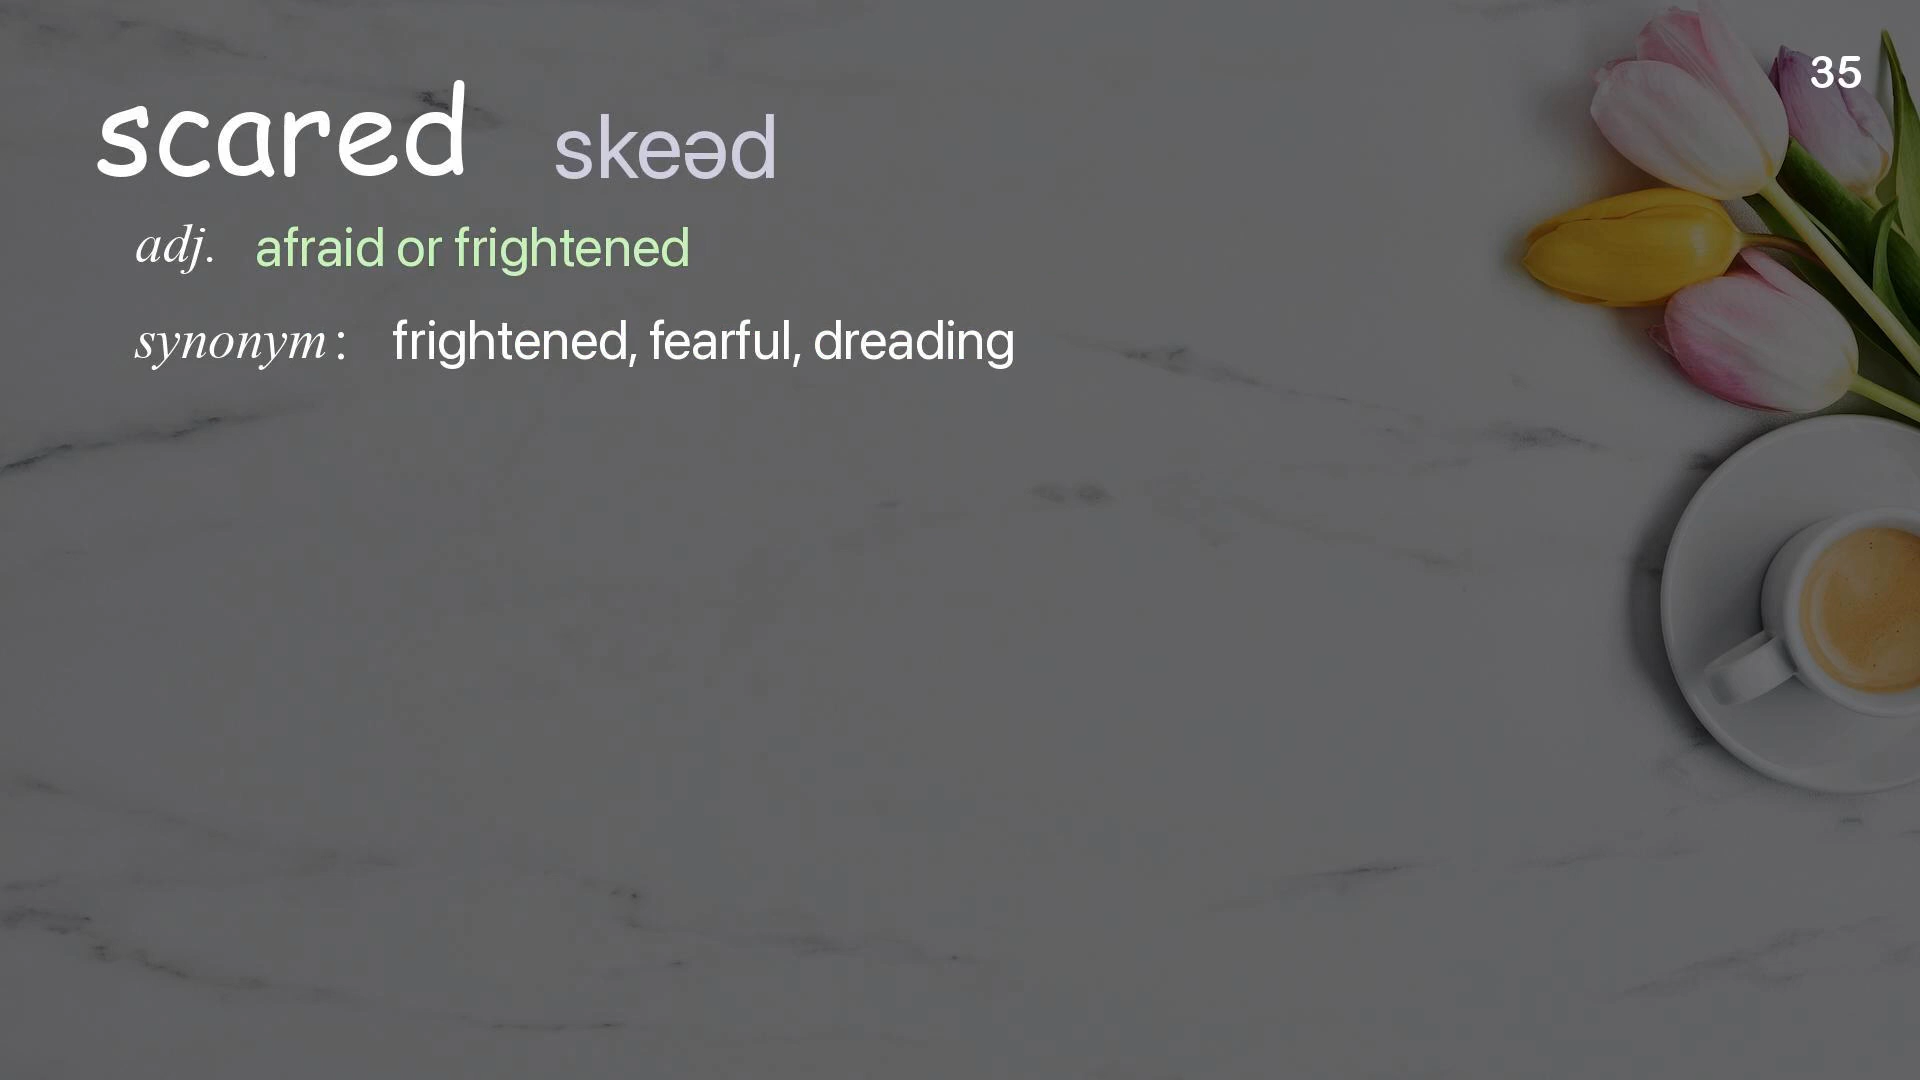 35
scared skeəd
adj. afraid or frightened
synonym: frightened, fearful, dreading